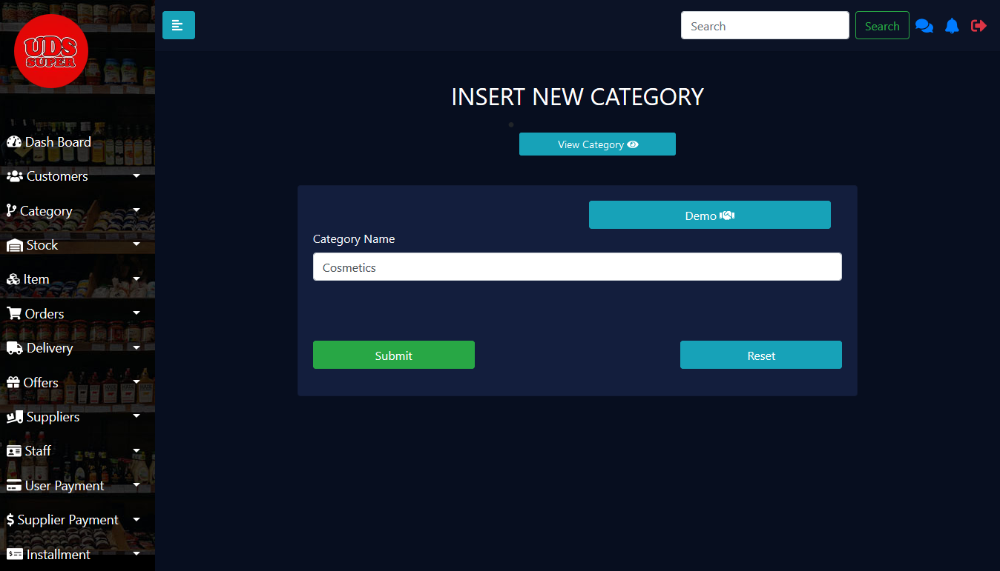 UDS
SUPER
Search
Search
INSERT NEW CATEGORY
View Category
Demo
Category Name
Cosmetics
Submit
Reset
Dash Board
Customers
Category
Stock
Item
Orders
Delivery
Offers
Suppliers
Staff
User Payment
Supplier Payment
Installment